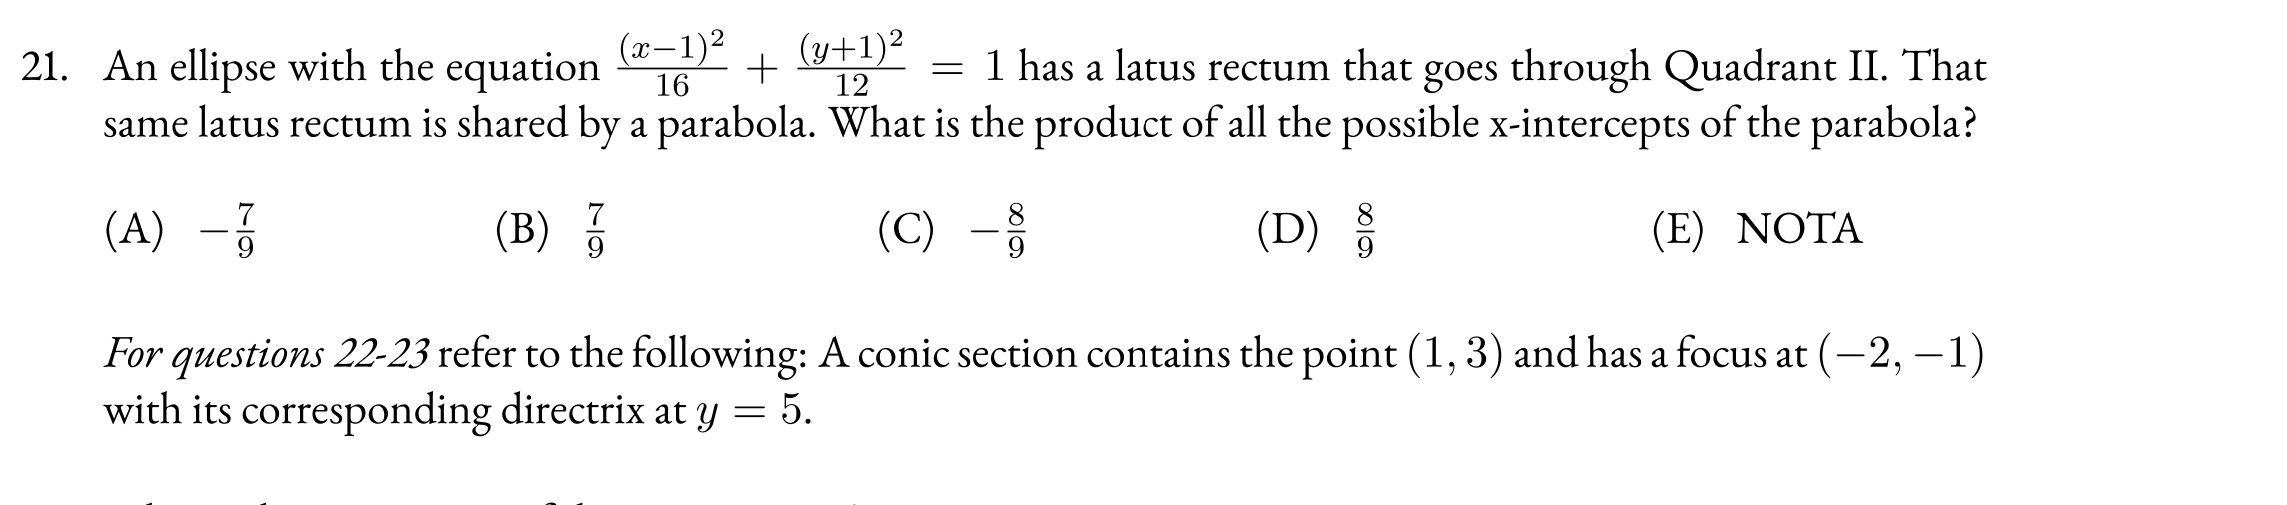 21. An ellipse with the equation \frac{(x−1)^2}{16} + \frac{(y+1)^2}{12} = 1 has a latus rectum that goes through Quadrant II. That
same latus rectum is shared by a parabola. What is the product of all the possible x-intercepts of the parabola?
(A) −\frac{7}{9} (B) \frac{7}{9} (C) −\frac{8}{9} (D) \frac{8}{9} (E) NOTA
For questions 22-23 refer to the following: A conic section contains the point (1, 3) and has a focus at (−2, −1)
with its corresponding directrix at y = 5.